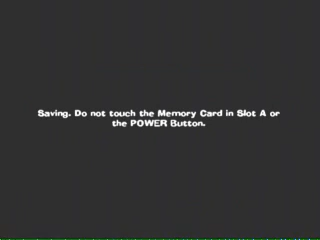 Saving. Do not touch the Memory Card in Slot A or
the POWER Button.